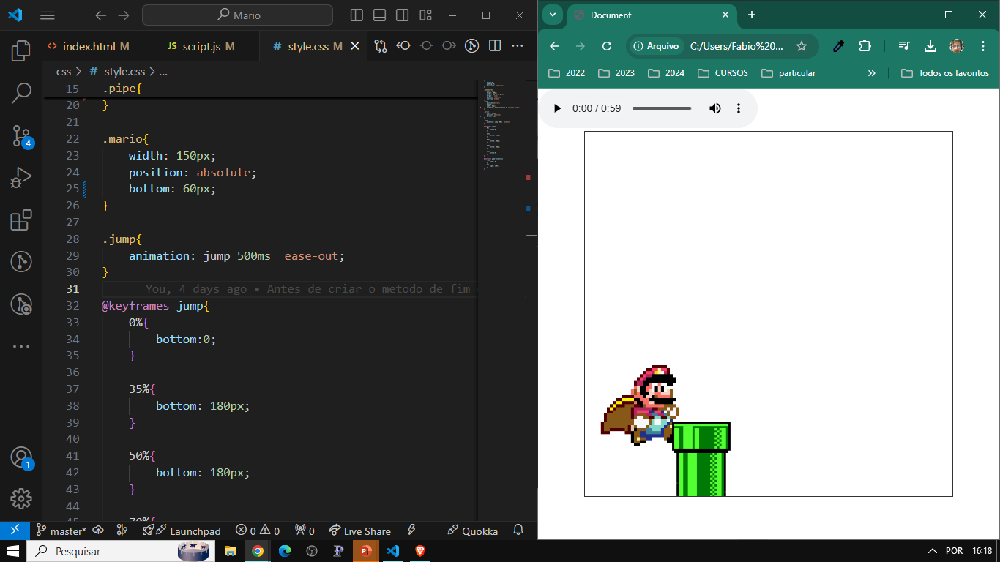 Mario
index.html M
JS script.js M
# style.css M
css > # style.css > ...
15 .pipe{
20 }
21
22 .mario{
23 width: 150px;
24 position: absolute;
25 bottom: 60px;
26 }
27
28 .jump{
29 animation: jump 500ms  ease-out;
30 }
31 You, 4 days ago • Antes de criar o metodo de fim
32 @keyframes jump{
33 0%{
34 bottom:0;
35 }
36
37 35%{
38 bottom: 180px;
39 }
40
41 50%{
42 bottom: 180px;
43 }
44
4
1
master*
Launchpad
0 0
0
Live Share
Quokka
Document
Arquivo
C:/Users/Fabio%20...
2022
2023
2024
CURSOS
particular
»
Todos os favoritos
0:00 / 0:59
Pesquisar
POR
16:18